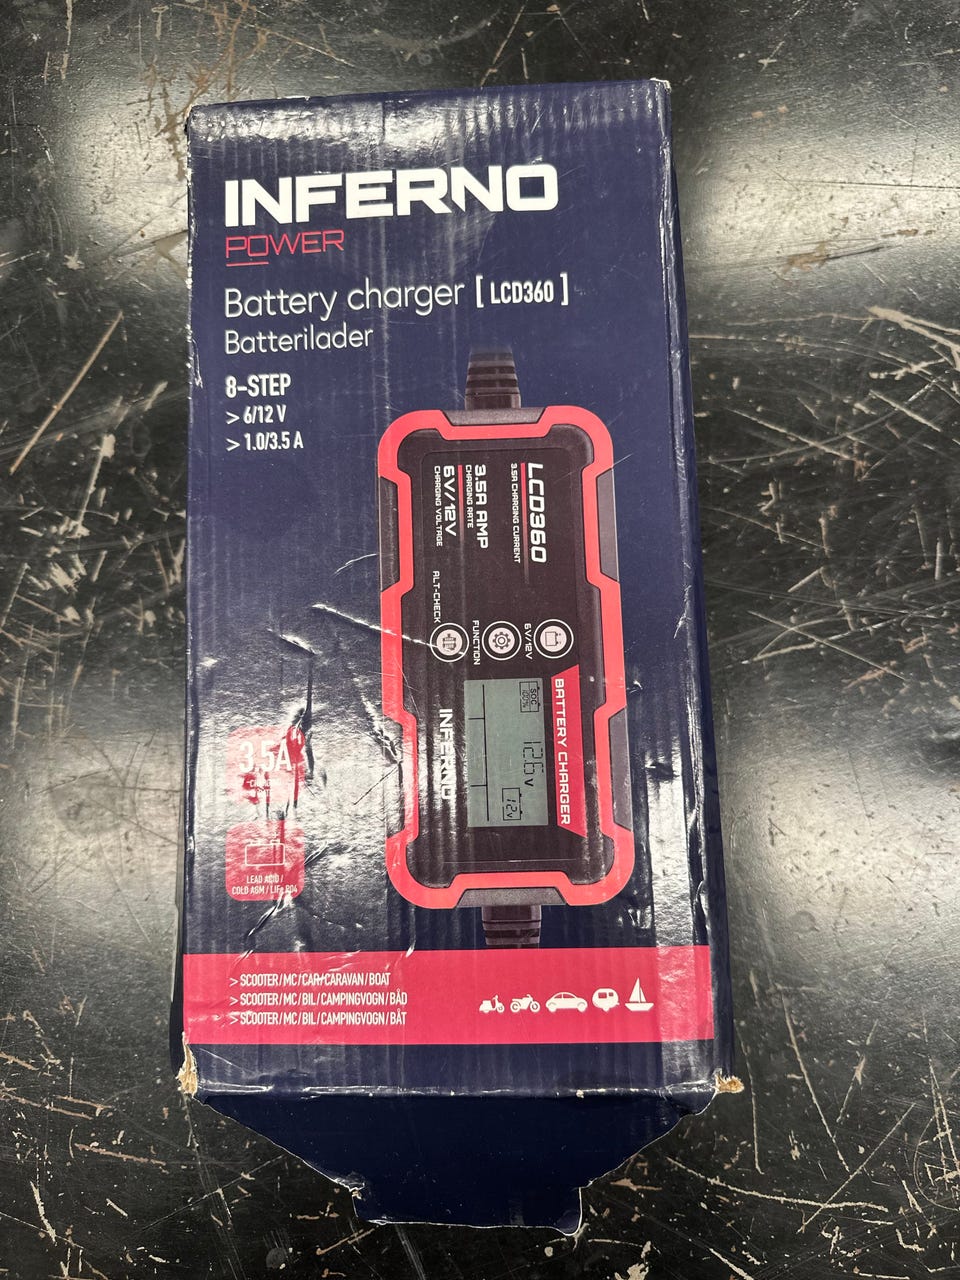 INFERNO
POWER
Battery charger [ LCD360 ]
Batterilader
8-STEP
> 6/12 V
> 1.0/3.5 A
LCD360
3.5A CHARGING CURRENT
3.5A AMP
CHARGING RATE
6V/12V
CHARGING VOLTAGE
6V/12V
FUNCTION
ALT-CHECK
BATTERY CHARGER
SOC
12.6 V
12V
INFERNO
3.5A
LEAD ACID /
COLD AGM / LiFePO4
> SCOOTER/MC/CAR/CARAVAN/BOAT
> SCOOTER/MC/BIL/CAMPINGVOGN/BÅD
> SCOOTER/MC/BIL/CAMPINGVOGN/BÅT